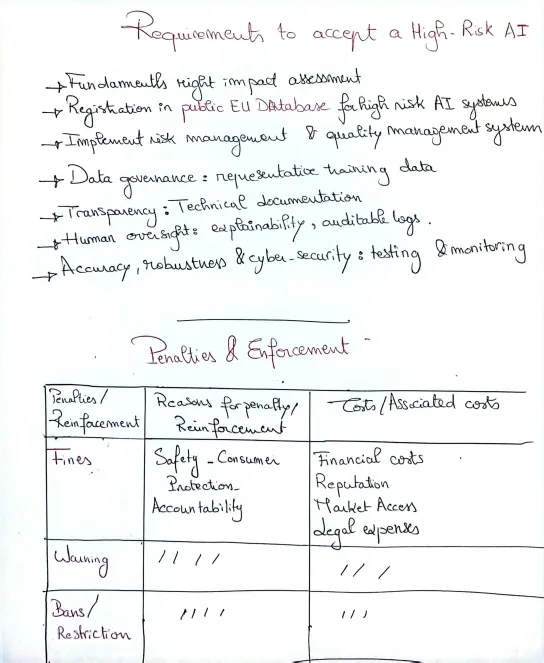 Requirements to accept a High-Risk AI
→ Fundamentls right impact assessment
→ Registration in public EU DAtabase for high risk AI systems
→ Implement risk management & quality management system
→ Data governance : representative training data
→ Transparency : Technical documentation
→ Human oversight : explainability, auditable logs.
→ Accuracy, robustness & cyber-security : testing & monitoring
Penalties & Enforcement
Penalties/
Reinforcement
Reasons for penalty/
Reinforcement
Costs/Associated costs
Fines
Safety - Consumer
Protection -
Accountability
Financial costs
Reputation
Market Access
Legal expenses
Warning
// //
// /
Bans/
Restriction
// //
// /